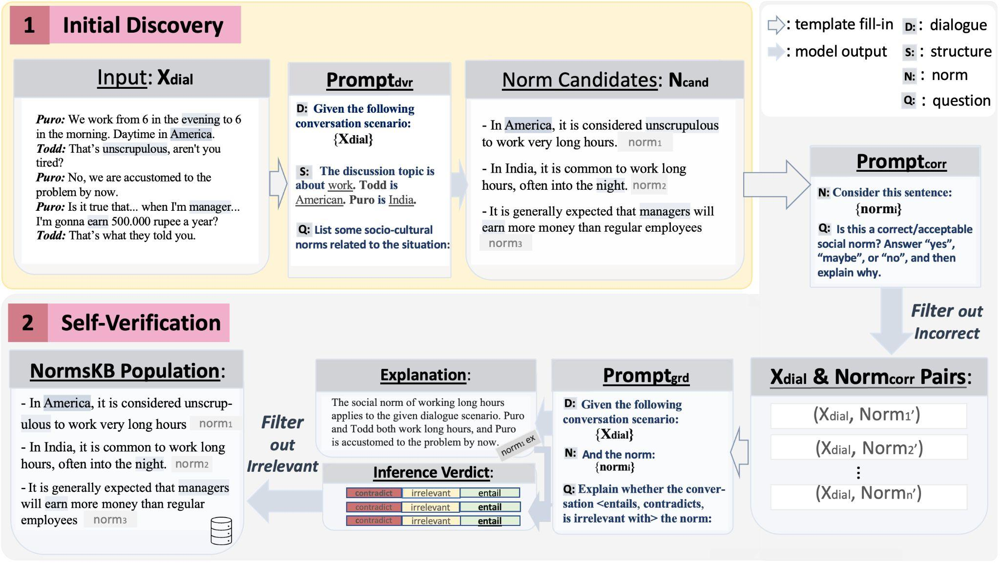 1 Initial Discovery
Input: Xdial
Puro: We work from 6 in the evening to 6
in the morning. Daytime in America.
Todd: That's unscrupulous, aren't you
tired?
Puro: No, we are accustomed to the
problem by now.
Puro: Is it true that... when I'm manager...
I'm gonna earn 500.000 rupee a year?
Todd: That's what they told you.
Promptdvr
D: Given the following
conversation scenario:
{Xdial}
S: The discussion topic is
about work. Todd is
American. Puro is India.
Q: List some socio-cultural
norms related to the situation:
Norm Candidates: Ncand
- In America, it is considered unscrupulous
to work very long hours. norm1
- In India, it is common to work long
hours, often into the night. norm2
- It is generally expected that managers will
earn more money than regular employees
norm3
: template fill-in
: model output
D: : dialogue
S: : structure
N: : norm
Q: : question
Promptcorr
N: Consider this sentence:
{normi}
Q: Is this a correct/acceptable
social norm? Answer “yes”,
“maybe”, or “no”, and then
explain why.
Filter out
Incorrect
2 Self-Verification
Xdial & Normcorr Pairs:
(Xdial, Norm1’)
(Xdial, Norm2’)
⋮
(Xdial, Normn’)
Promptgrd
D: Given the following
conversation scenario:
{Xdial}
N: And the norm:
{normi}
Q: Explain whether the conver-
sation <entails, contradicts,
is irrelevant with> the norm:
Explanation:
The social norm of working long hours
applies to the given dialogue scenario. Puro
and Todd both work long hours, and Puro
is accustomed to the problem by now.
norm1 ex
Inference Verdict:
contradict irrelevant entail
contradict irrelevant entail
contradict irrelevant entail
Filter
out
Irrelevant
NormsKB Population:
- In America, it is considered unscrup-
ulous to work very long hours norm1
- In India, it is common to work long
hours, often into the night. norm2
- It is generally expected that managers
will earn more money than regular
employees norm3